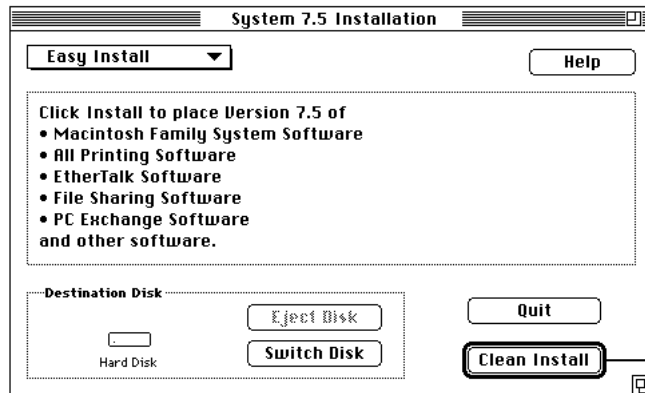 System 7.5 Installation
Easy Install
Help
Click Install to place Version 7.5 of
• Macintosh Family System Software
• All Printing Software
• EtherTalk Software
• File Sharing Software
• PC Exchange Software
and other software.
Destination Disk
Eject Disk
Quit
Hard Disk
Switch Disk
Clean Install